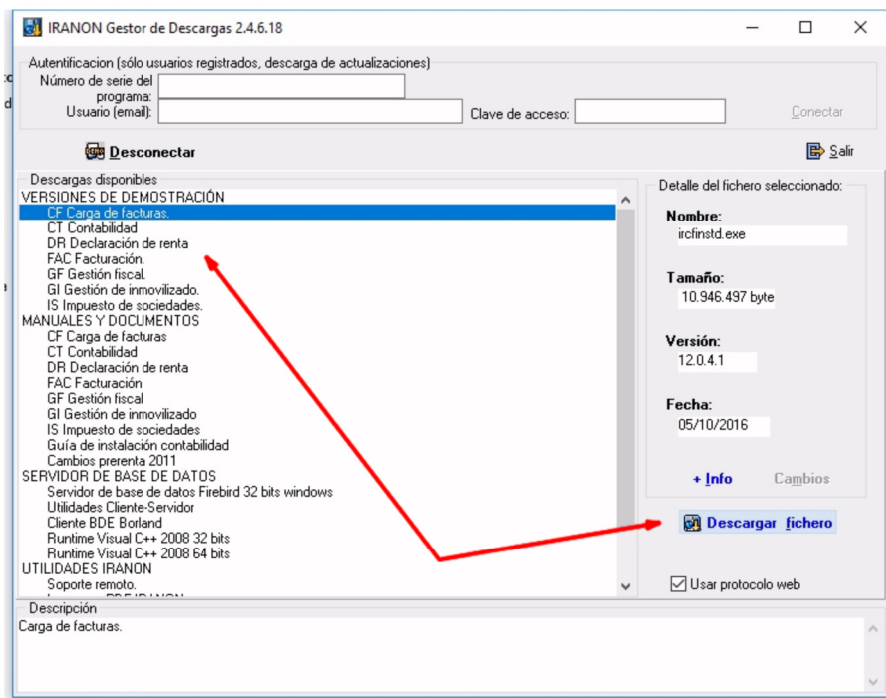 IRANON Gestor de Descargas 2.4.6.18
Autentificacion (sólo usuarios registrados, descarga de actualizaciones)
Número de serie del programa:
Usuario (email):
Clave de acceso:
Conectar
Desconectar
Salir
Descargas disponibles
VERSIONES DE DEMOSTRACIÓN
CF Carga de facturas.
CT Contabilidad
DR Declaración de renta
FAC Facturación.
GF Gestión fiscal.
GI Gestión de inmovilizado.
IS Impuesto de sociedades.
MANUALES Y DOCUMENTOS
CF Carga de facturas
CT Contabilidad
DR Declaración de renta
FAC Facturación
GF Gestión fiscal
GI Gestión de inmovilizado
IS Impuesto de sociedades
Guía de instalación contabilidad
Cambios prerenta 2011
SERVIDOR DE BASE DE DATOS
Servidor de base de datos Firebird 32 bits windows
Utilidades Cliente-Servidor
Cliente BDE Borland
Runtime Visual C++ 2008 32 bits
Runtime Visual C++ 2008 64 bits
UTILIDADES IRANON
Soporte remoto.
Detalle del fichero seleccionado:
Nombre:
ircfinstd.exe
Tamaño:
10.946.497 byte
Versión:
12.0.4.1
Fecha:
05/10/2016
+ Info
Cambios
Descargar fichero
Usar protocolo web
Descripción
Carga de facturas.